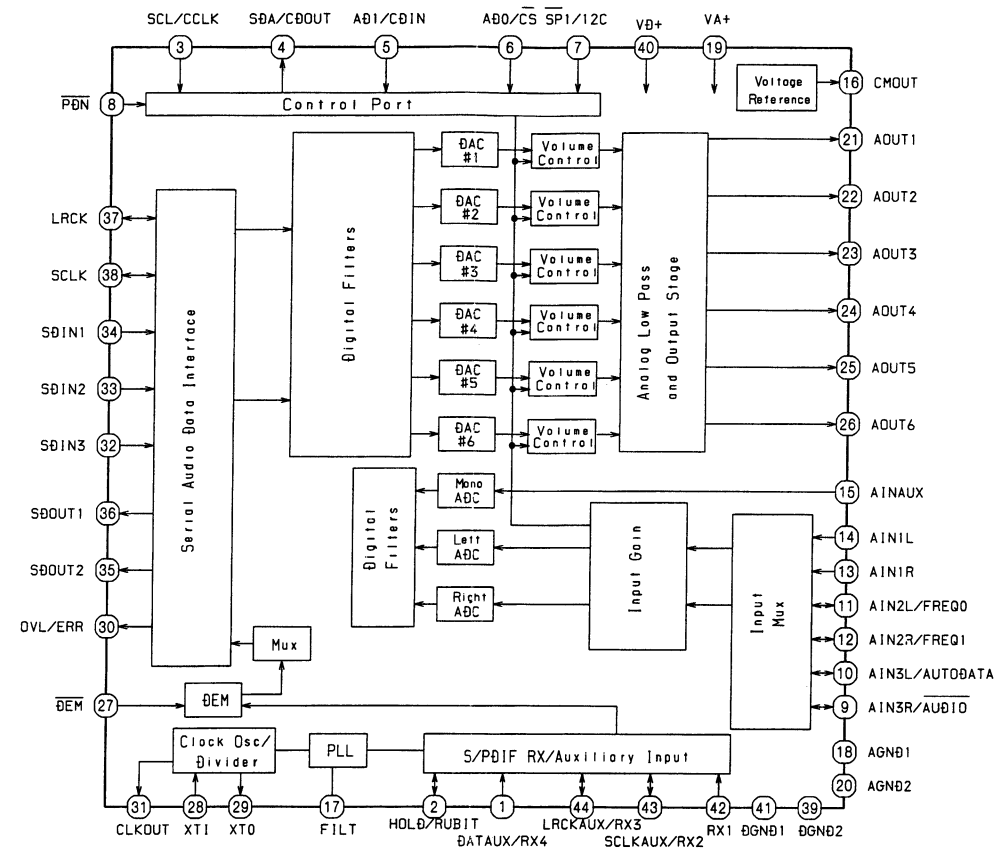 SCL/CCLK
SDA/CDOUT
AD1/CDIN
AD0/CS
SP1/I2C
VD+
VA+
3
4
5
6
7
40
19
PDN
8
Control Port
Voltage
Reference
16
CMOUT
DAC
#1
Volume
Control
21
AOUT1
DAC
#2
Volume
Control
22
AOUT2
LRCK
37
DAC
#3
Volume
Control
23
AOUT3
SCLK
38
DAC
#4
Volume
Control
24
AOUT4
SDIN1
34
DAC
#5
Volume
Control
25
AOUT5
SDIN2
33
DAC
#6
Volume
Control
26
AOUT6
SDIN3
32
Serial Audio Data Interface
Digital Filters
Analog Low Pass
and Output Stage
Mono
ADC
15
AINAUX
SDOUT1
36
Left
ADC
14
AIN1L
SDOUT2
35
13
AIN1R
Right
ADC
11
AIN2L/FREQ0
OVL/ERR
30
12
AIN2R/FREQ1
Digital
Filters
Input Gain
Input
Mux
Mux
10
AIN3L/AUTODATA
DEM
27
DEM
9
AIN3R/AUDIO
Clock Osc/
Divider
PLL
S/PDIF RX/Auxiliory Input
18
AGND1
20
AGND2
31
28
29
17
2
1
44
43
42
41
39
CLKOUT
XTI
XTO
FILT
HOLD/RUBIT
DATAUX/RX4
LRCKAUX/RX3
SCLKAUX/RX2
RX1
DGND1
DGND2